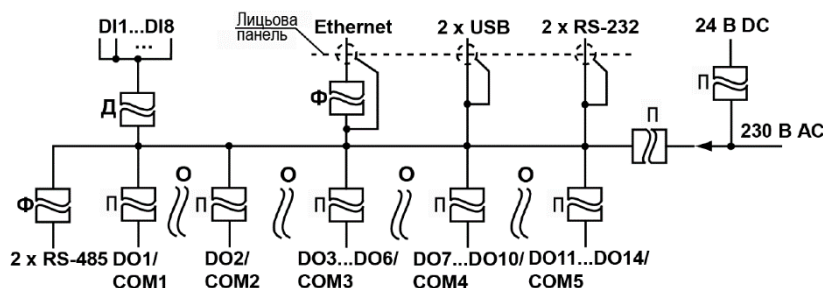 Лицьова
панель
DI1...DI8
...
Ethernet
2 x USB
2 x RS-232
24 В DC
П
Ф
Д
П
230 В AC
О
О
О
О
Ф
П
П
П
П
П
2 x RS-485
DO1/
COM1
DO2/
COM2
DO3...DO6/
COM3
DO7...DO10/
COM4
DO11...DO14/
COM5